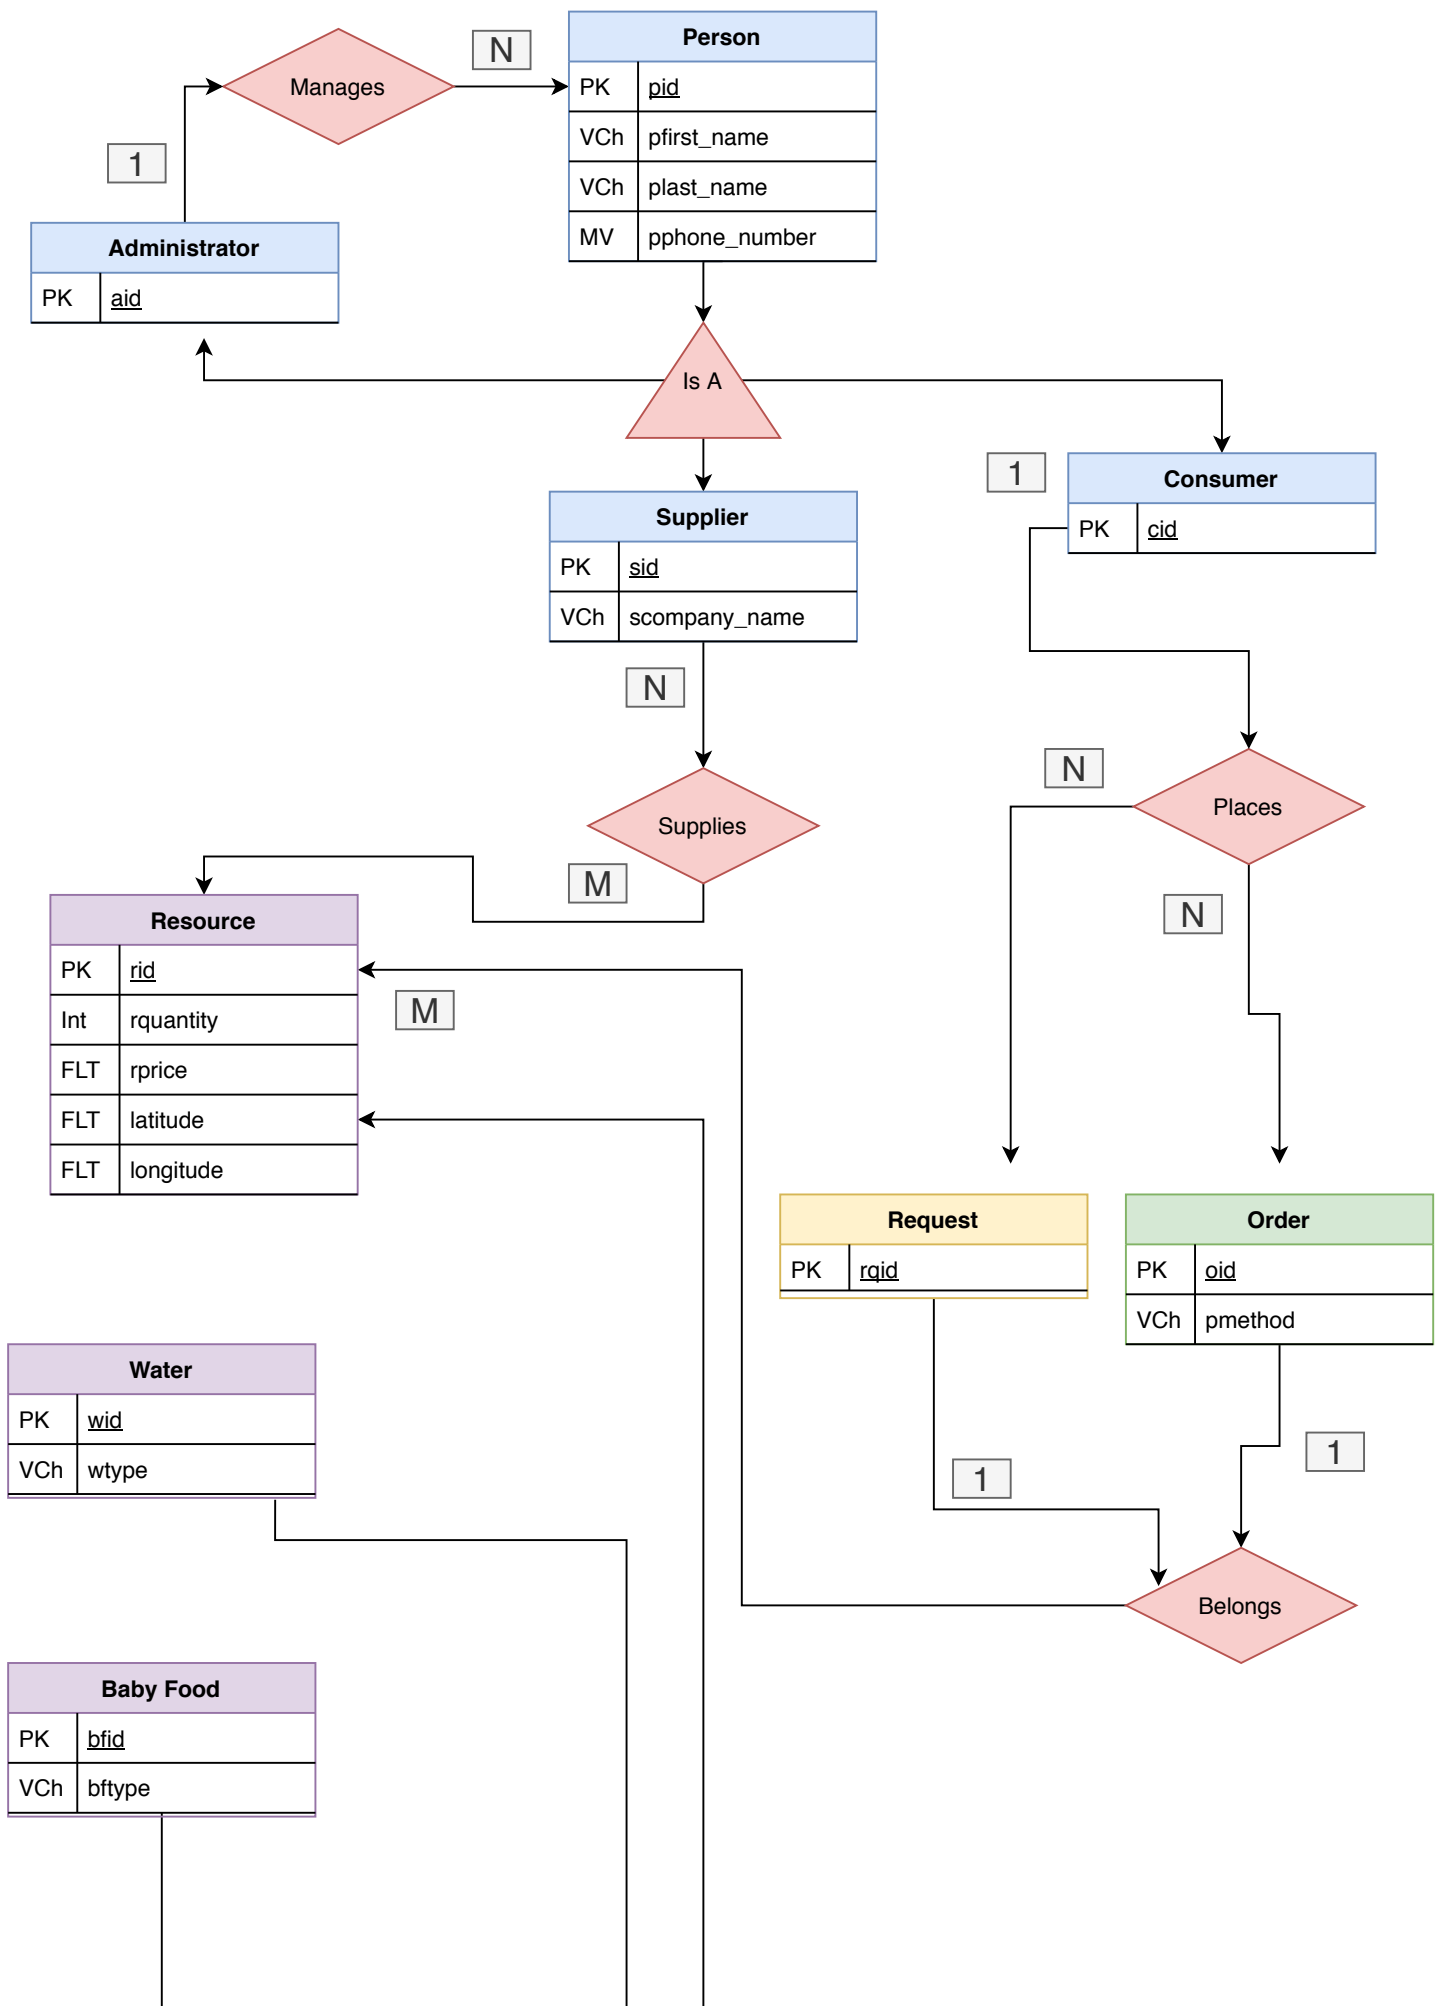 N
Person
Manages
PK pid
VCh pfirst_name
1
VCh plast_name
MV pphone_number
Administrator
PK aid
Is A
1
Consumer
PK cid
Supplier
PK sid
VCh scompany_name
N
N
Places
Supplies
M
N
Resource
PK rid
M
Int rquantity
FLT rprice
FLT latitude
FLT longitude
Request
PK rqid
Order
PK oid
VCh pmethod
Water
PK wid
VCh wtype
1
1
Belongs
Baby Food
PK bfid
VCh bftype